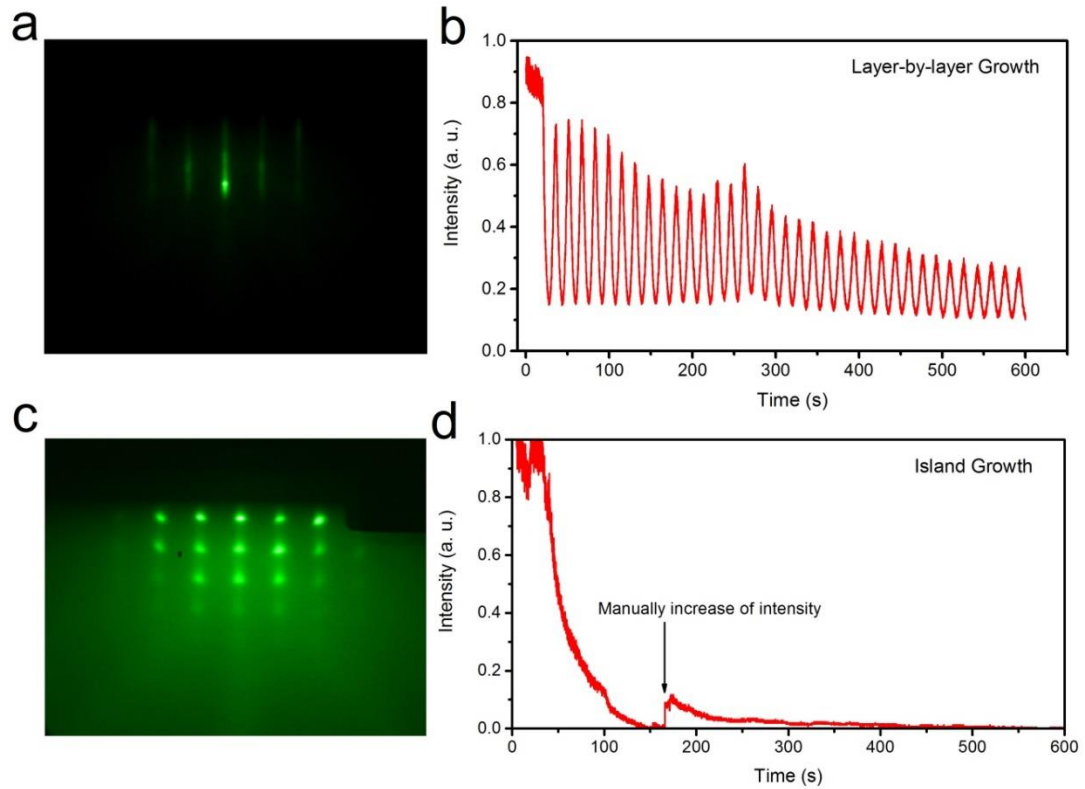 a
b
1.0
0.8
0.6
0.4
0.2
0.0
Intensity (a. u.)
Layer-by-layer Growth
0 100 200 300 400 500 600
Time (s)
c
d
1.0
0.8
0.6
0.4
0.2
0.0
Intensity (a. u.)
Island Growth
Manually increase of intensity
0 100 200 300 400 500 600
Time (s)